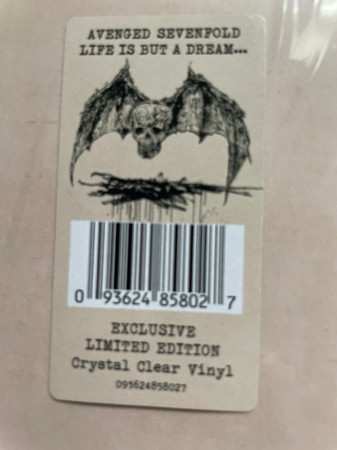 AVENGED SEVENFOLD
LIFE IS BUT A DREAM...
0 93624 85802 7
EXCLUSIVE
LIMITED EDITION
Crystal Clear Vinyl
093624858027